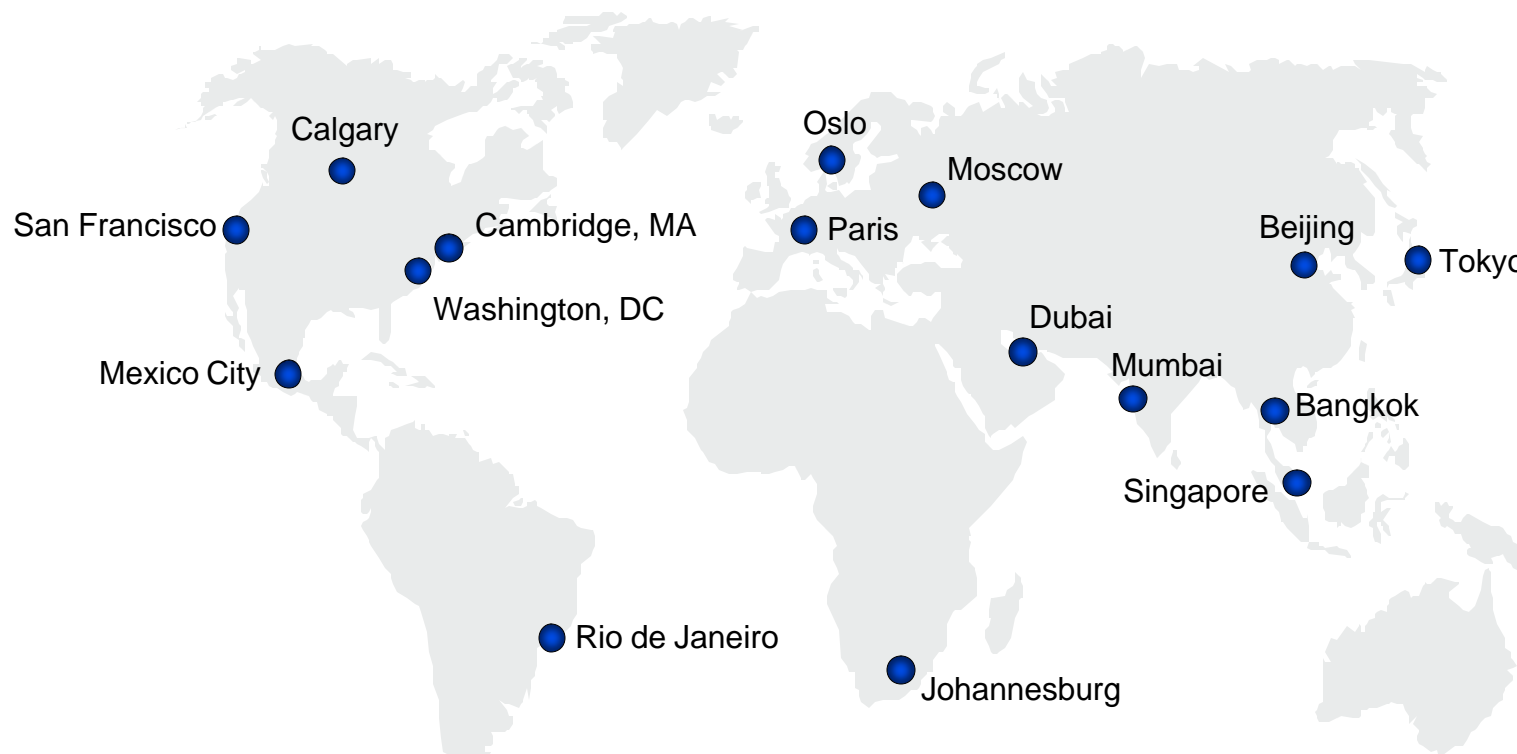 Calgary
Oslo
Moscow
San Francisco
Cambridge, MA
Paris
Beijing
Tokyo
Washington, DC
Dubai
Mexico City
Mumbai
Bangkok
Singapore
Rio de Janeiro
Johannesburg